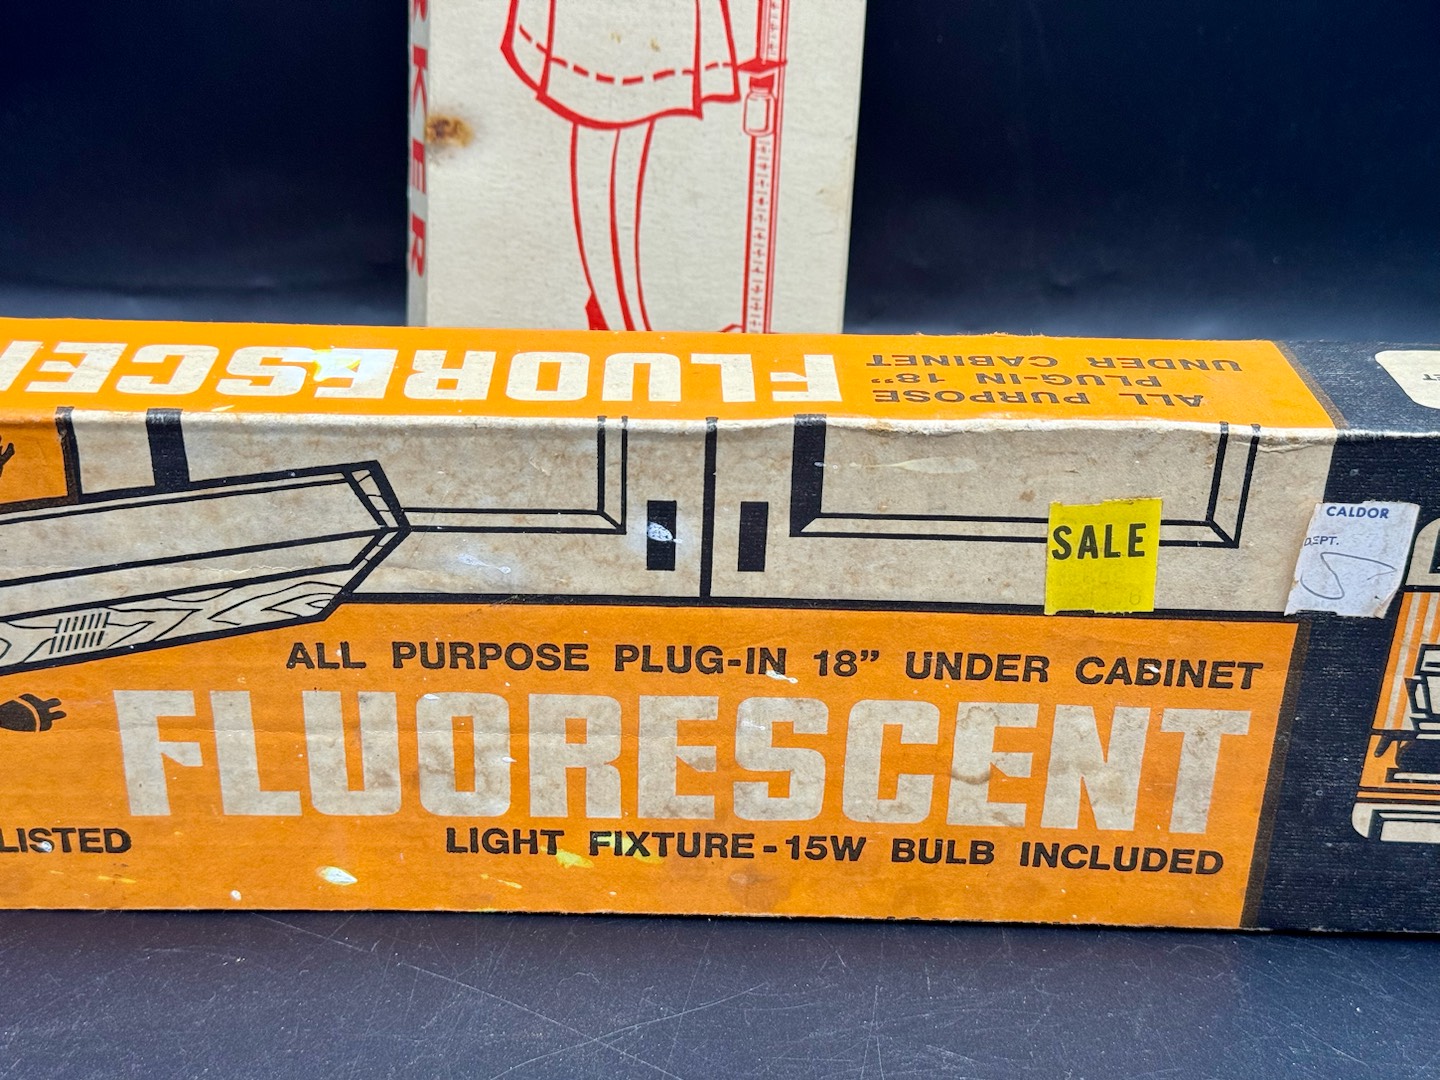 RKER
FLUORESCE
ALL PURPOSE
PLUG-IN 18”
UNDER CABINET
SALE
CALDOR
DEPT.
ALL PURPOSE PLUG-IN 18” UNDER CABINET
FLUORESCENT
LISTED
LIGHT FIXTURE-15W BULB INCLUDED